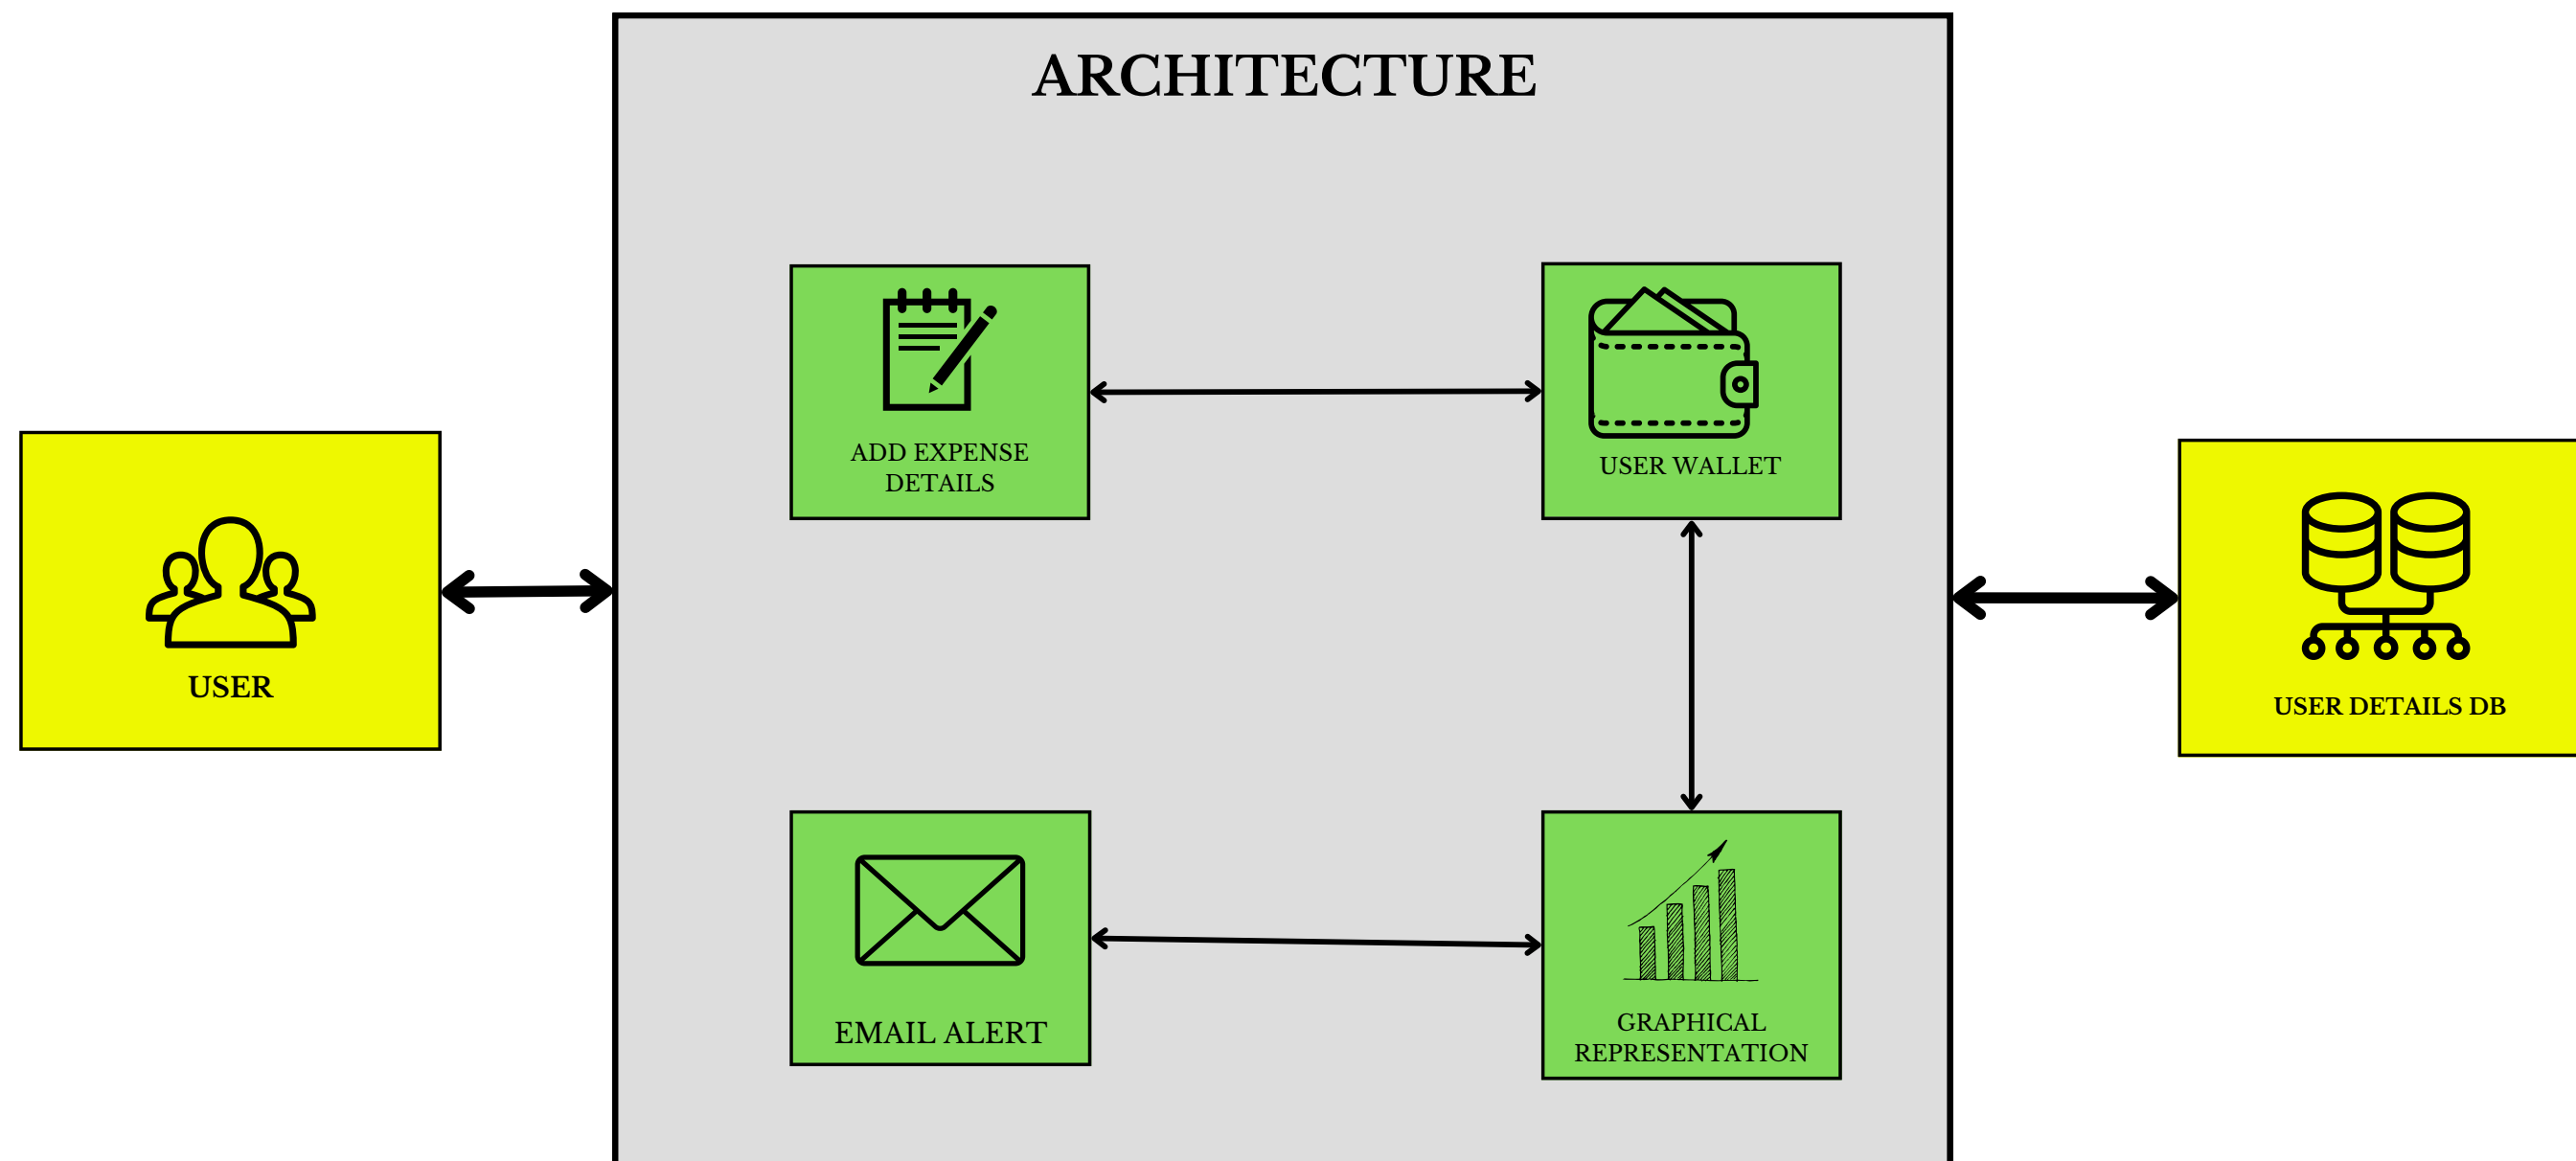 ARCHITECTURE
ADD EXPENSE
DETAILS
USER WALLET
USER
USER DETAILS DB
EMAIL ALERT
GRAPHICAL
REPRESENTATION